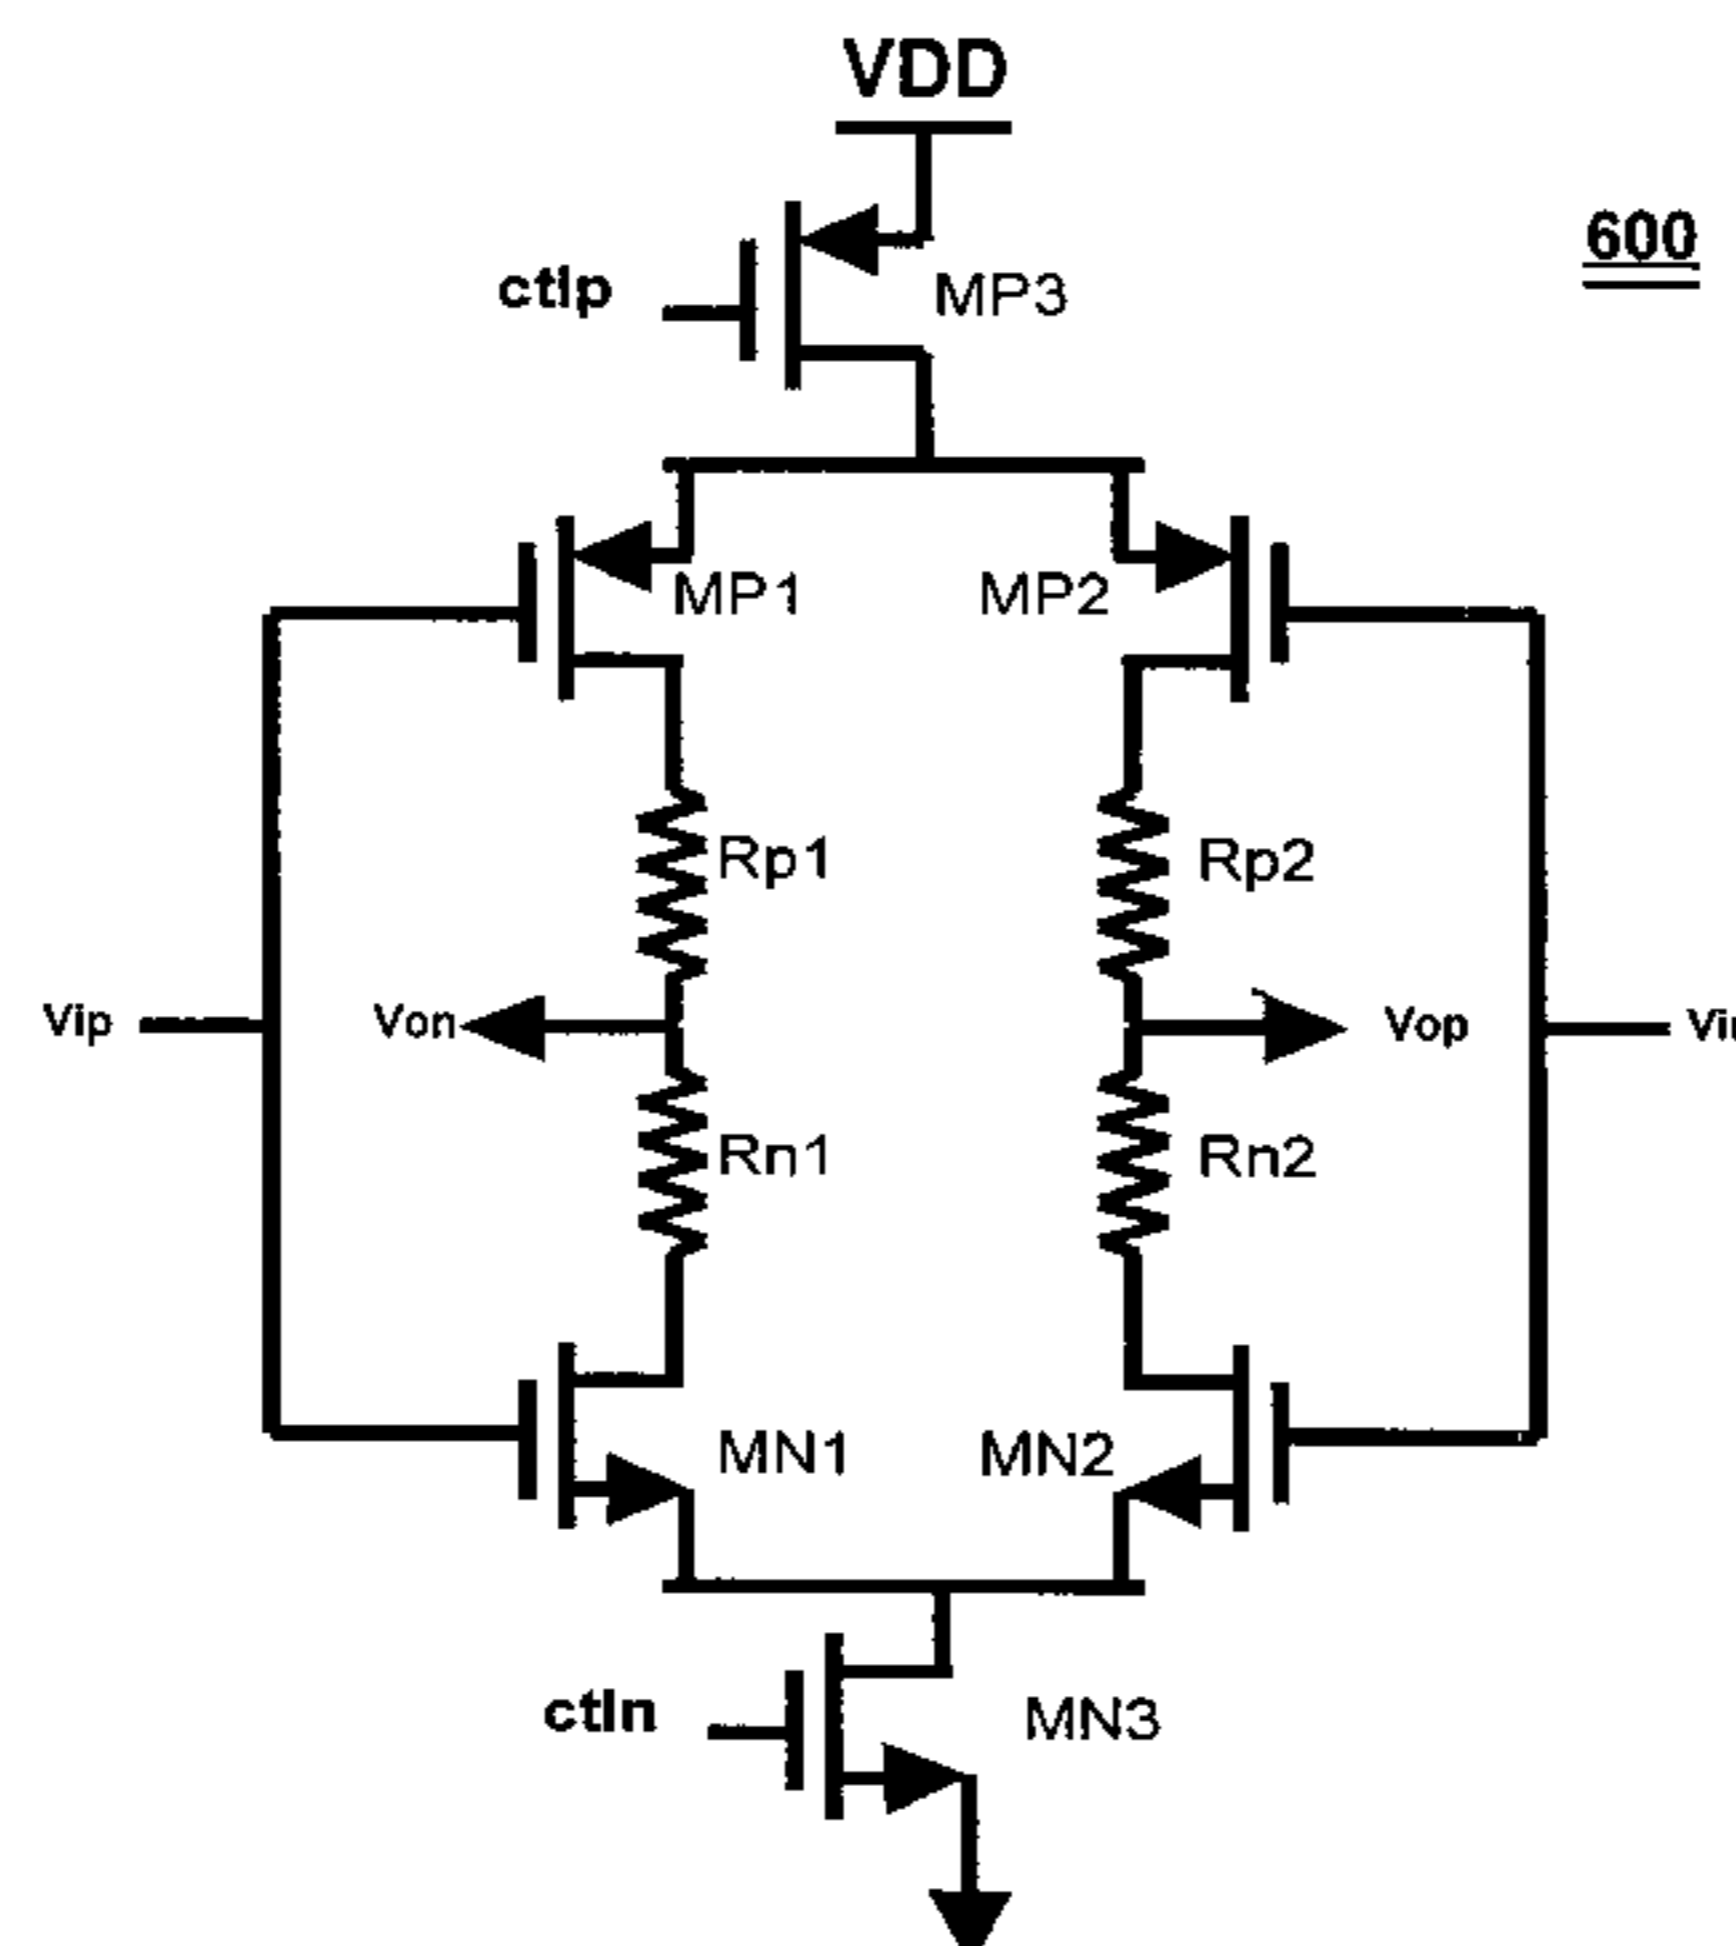 VDD
600
ctlp
MP3
MP1 MP2
Rp1 Rp2
Vip Von Vop
Rn1 Rn2
MN1 MN2
ctln
MN3